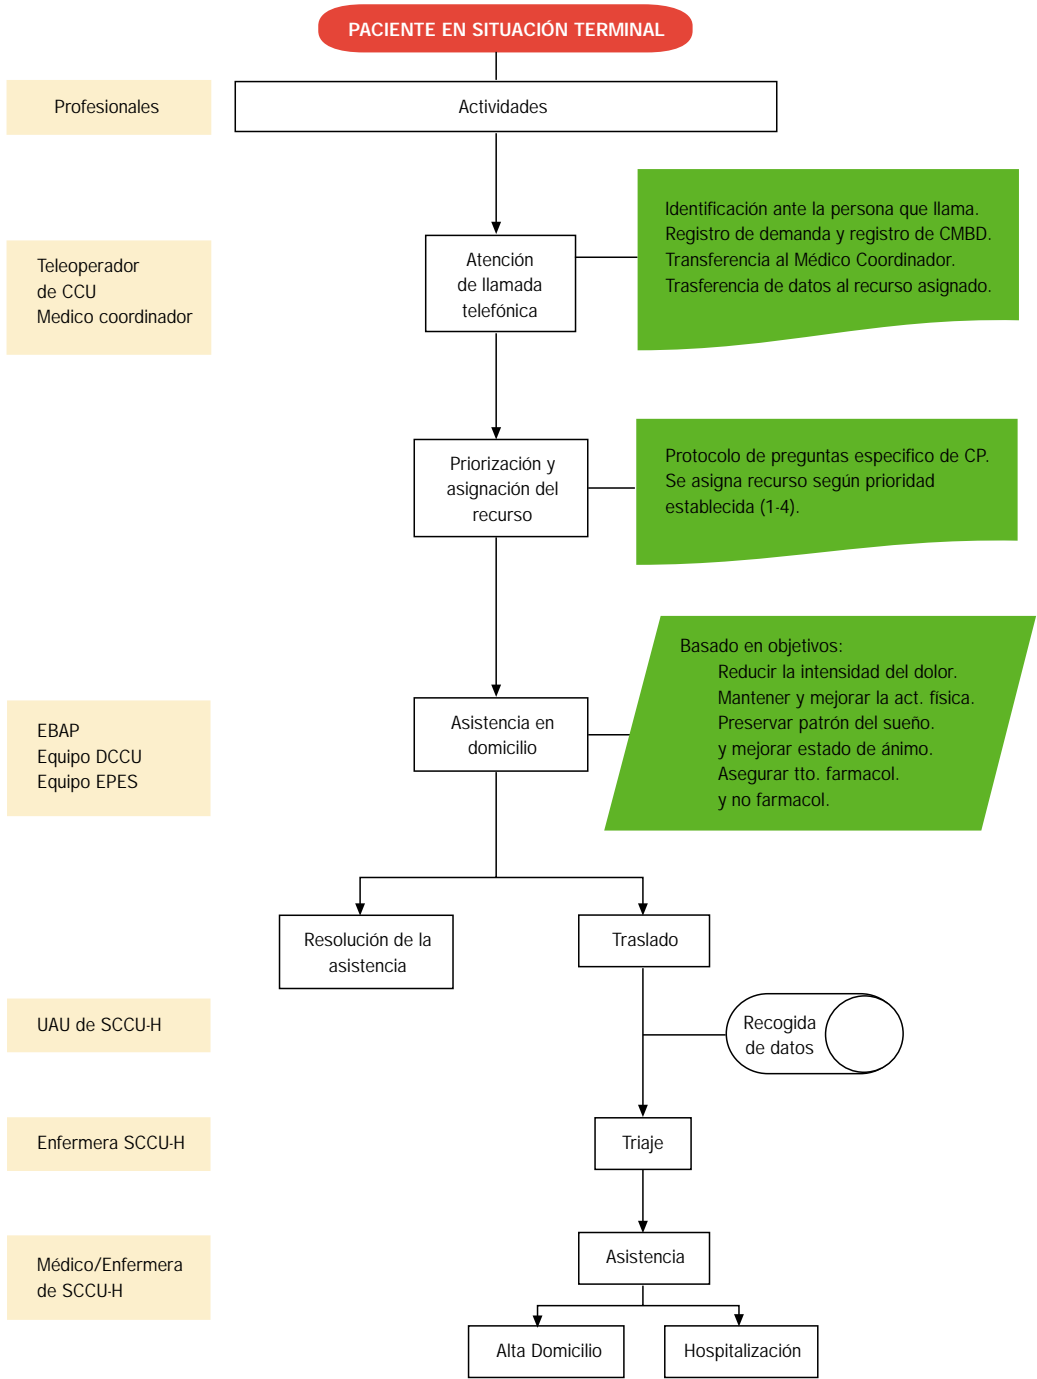 PACIENTE EN SITUACIÓN TERMINAL
Profesionales
Actividades
Teleoperador
de CCU
Medico coordinador
Atención
de llamada
telefónica
Identificación ante la persona que llama.
Registro de demanda y registro de CMBD.
Transferencia al Médico Coordinador.
Trasferencia de datos al recurso asignado.
Priorización y
asignación del
recurso
Protocolo de preguntas especifico de CP.
Se asigna recurso según prioridad
establecida (1-4).
EBAP
Equipo DCCU
Equipo EPES
Asistencia en
domicilio
Basado en objetivos:
Reducir la intensidad del dolor.
Mantener y mejorar la act. física.
Preservar patrón del sueño.
y mejorar estado de ánimo.
Asegurar tto. farmacol.
y no farmacol.
Resolución de la
asistencia
Traslado
UAU de SCCU-H
Recogida
de datos
Enfermera SCCU-H
Triaje
Médico/Enfermera
de SCCU-H
Asistencia
Alta Domicilio
Hospitalización